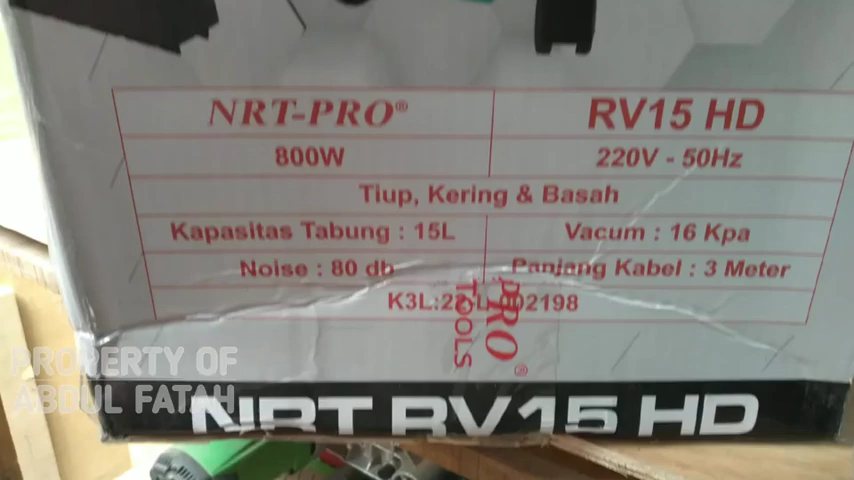 NRT-PRO® RV15 HD
800W 220V - 50Hz
Tiup, Kering & Basah
Kapasitas Tabung : 15L Vacum : 16 Kpa
Noise : 80 db Panjang Kabel : 3 Meter
PRO®
TOOLS
PROPERTY OF
ABDUL FATAH
NRT RV15 HD